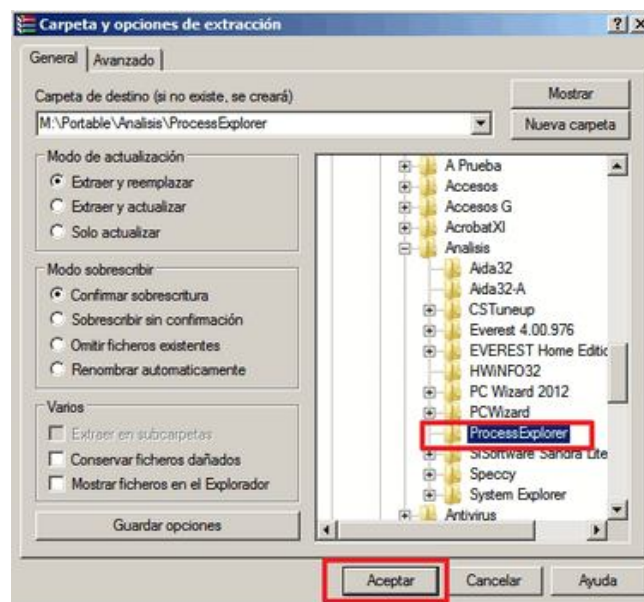 Carpeta y opciones de extracción
General
Avanzado
Carpeta de destino (si no existe, se creará)
M:\Portable\Analisis\ProcessExplorer
Mostrar
Nueva carpeta
Modo de actualización
Extraer y reemplazar
Extraer y actualizar
Solo actualizar
Modo sobrescribir
Confirmar sobrescritura
Sobrescribir sin confirmación
Omitir ficheros existentes
Renombrar automaticamente
Varios
Extraer en subcarpetas
Conservar ficheros dañados
Mostrar ficheros en el Explorador
Guardar opciones
A Prueba
Accesos
Accesos G
AcrobatXI
Analisis
Aida32
Aida32-A
CSTuneup
Everest 4.00.976
EVEREST Home Editic
HWiNFO32
PC Wizard 2012
PCWizard
ProcessExplorer
SiSoftware Sandra Lite
Speccy
System Explorer
Antivirus
Aceptar
Cancelar
Ayuda